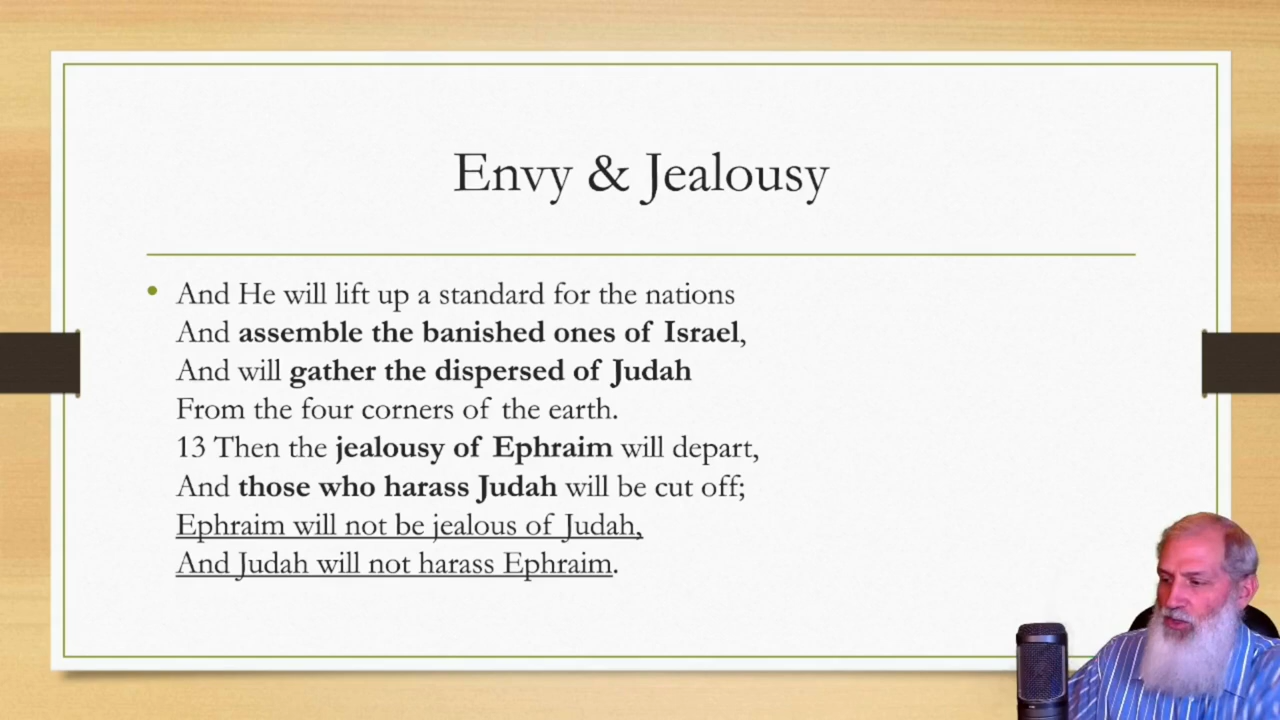 Envy & Jealousy
• And He will lift up a standard for the nations
And assemble the banished ones of Israel,
And will gather the dispersed of Judah
From the four corners of the earth.
13 Then the jealousy of Ephraim will depart,
And those who harass Judah will be cut off;
Ephraim will not be jealous of Judah,
And Judah will not harass Ephraim.